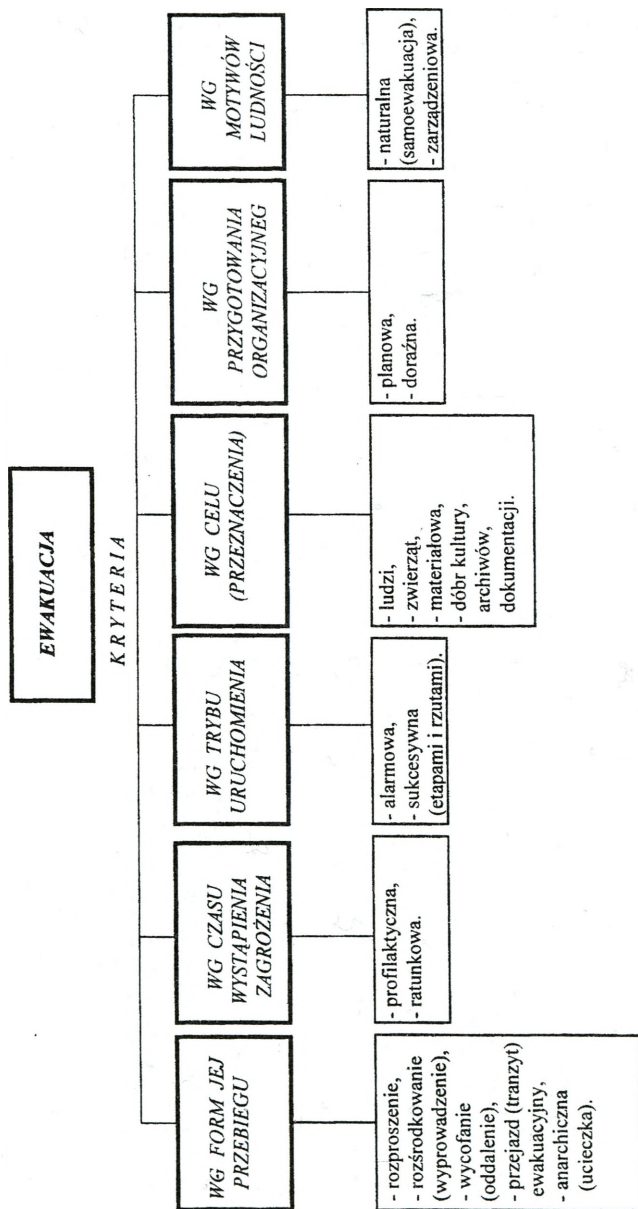 EWAKUACJA
KRYTERIA
WG FORM JEJ
PRZEBIEGU
- rozproszenie,
- rozśrodkowanie
(wyprowadzenie),
- wycofanie
(oddalenie),
- przejazd (tranzyt)
ewakuacyjny,
- anarchiczna
(ucieczka).
WG CZASU
WYSTĄPIENIA
ZAGROŻENIA
- profilaktyczna,
- ratunkowa.
WG TRYBU
URUCHOMIENIA
- alarmowa,
- sukcesywna
(etapami i rzutami).
WG CELU
(PRZEZNACZENIA)
- ludzi,
- zwierząt,
- materiałowa,
- dóbr kultury,
archiwów,
dokumentacji.
WG
PRZYGOTOWANIA
ORGANIZACYJNEG
- planowa,
- doraźna.
WG
MOTYWÓW
LUDNOŚCI
- naturalna
(samoewakuacja),
- zarządzeniowa.